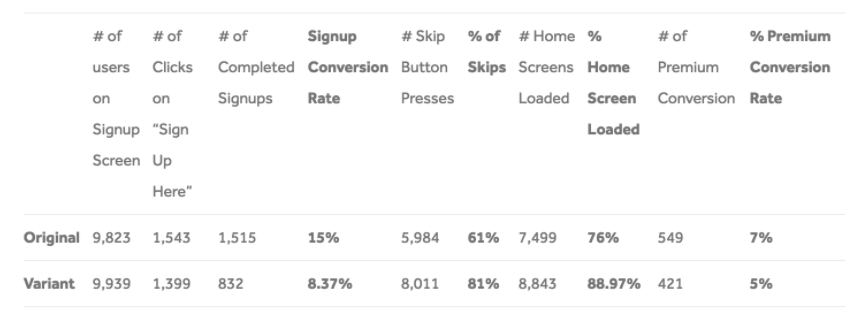 # of # of # of Signup # Skip % of # Home % # of % Premium
users Clicks Completed Conversion Button Skips Screens Home Premium Conversion
on on Signups Rate Presses Loaded Screen Conversion Rate
Signup “Sign Loaded
Screen Up
Here”
Original 9,823 1,543 1,515 15% 5,984 61% 7,499 76% 549 7%
Variant 9,939 1,399 832 8.37% 8,011 81% 8,843 88.97% 421 5%